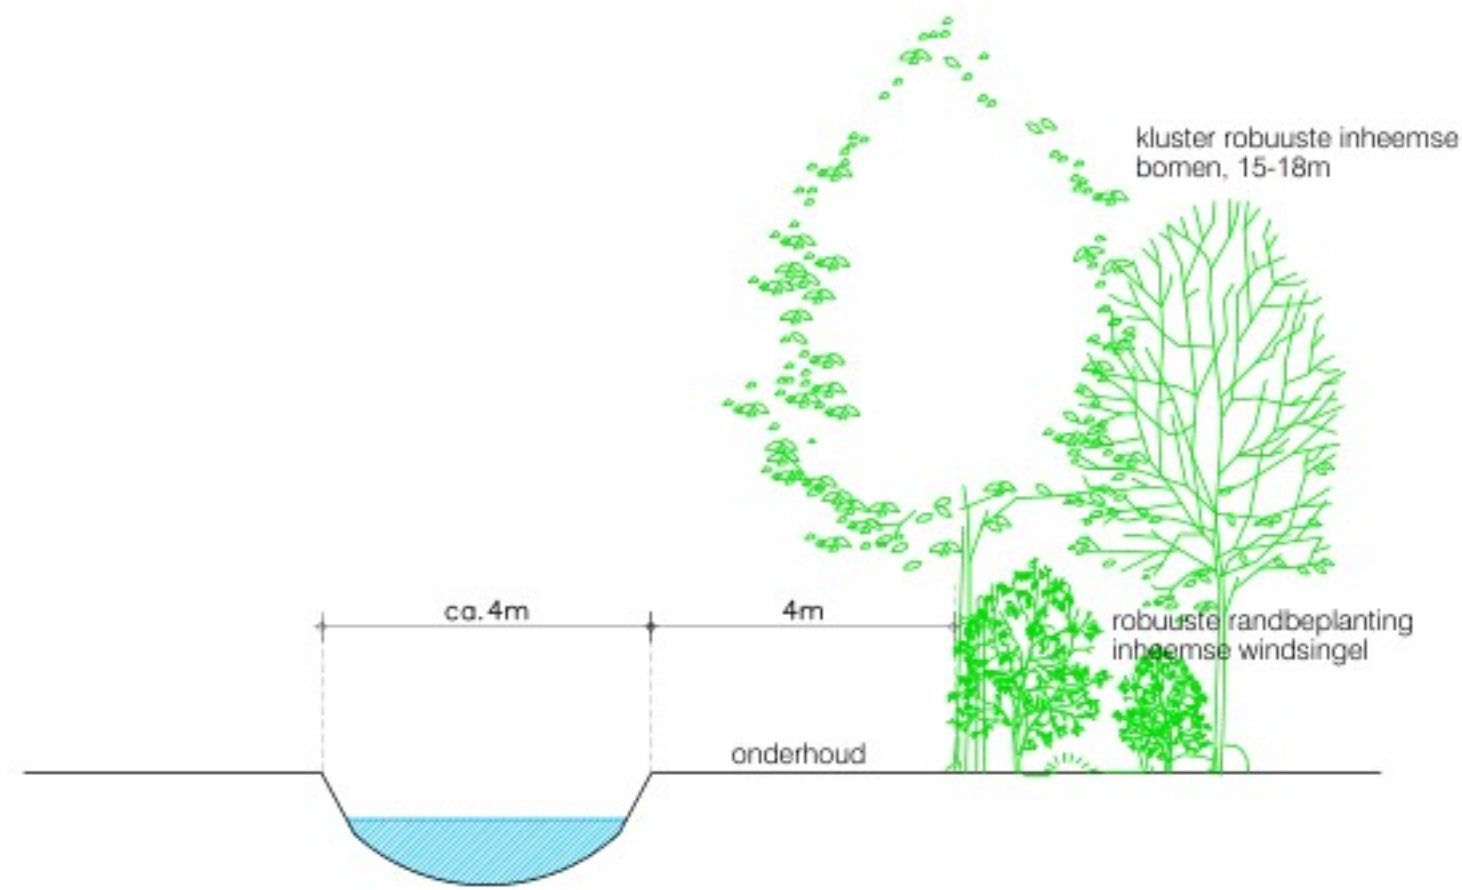 kluster robuuste inheemse
bomen, 15-18m
ca. 4m
4m
robuuste randbeplanting
inheemse windsingel
onderhoud